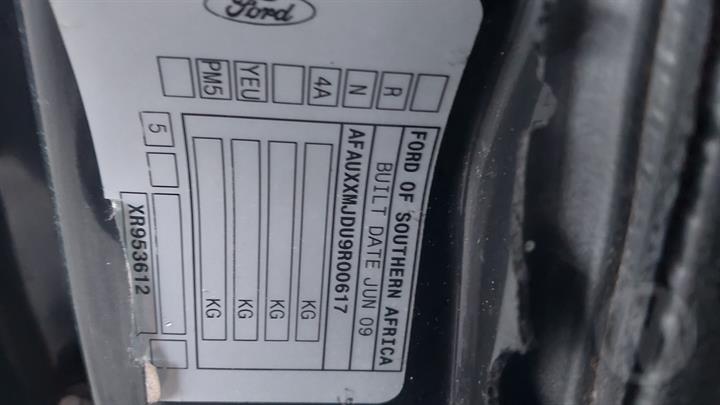 Ford
R
N
4A
YEU
PM5
FORD OF SOUTHERN AFRICA
BUILT DATE JUN 09
AFAUXXMJDU9R00617
KG
KG
KG
KG
5
XR953612